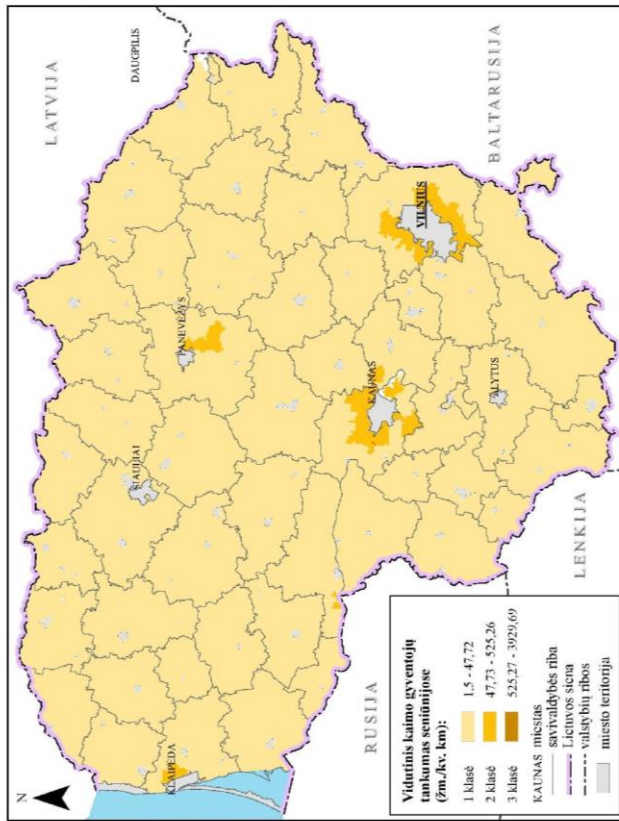 N
LATVIJA
DAUGPILIS
ŠIAULIAI
PANEVĖŽYS
KLAIPĖDA
KAUNAS
VILNIUS
ALYTUS
BALTARUSIJA
RUSIJA
LENKIJA
Vidutinis kaimo gyventojų
tankumas seniūnijose
(žm./kv. km):
1 klasė 1,5 - 47,72
2 klasė 47,73 - 525,26
3 klasė 525,27 - 3929,69
KAUNAS miestas
savivaldybės riba
Lietuvos siena
valstybių ribos
miesto teritorija